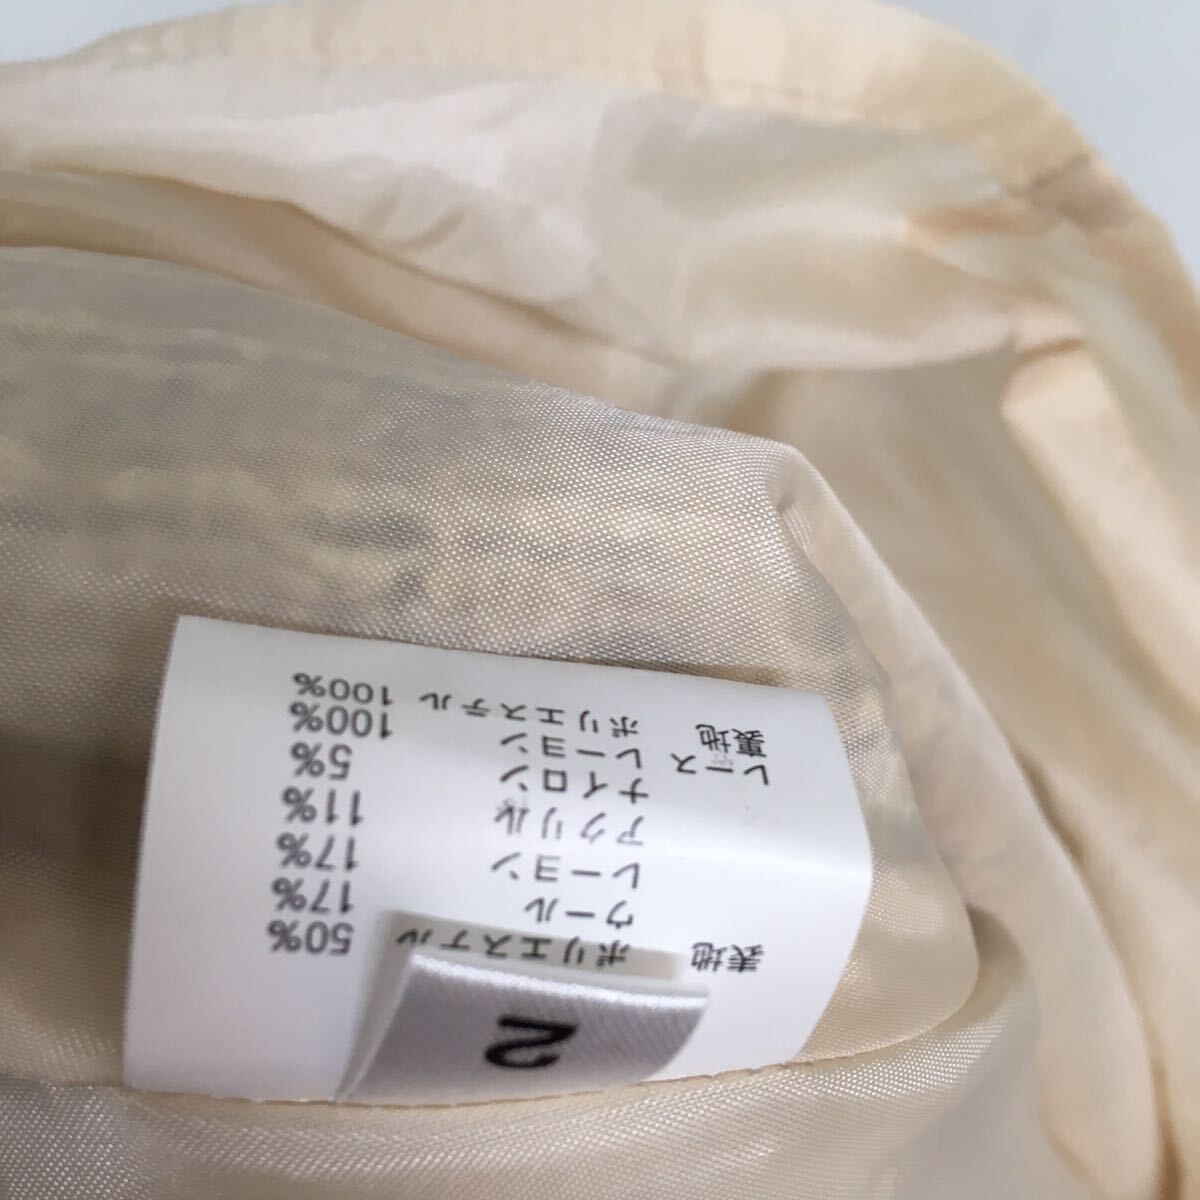 2
表地 ポリエステル 50%
ウール 17%
レーヨン 17%
アクリル 11%
ナイロン 5%
レース レーヨン 100%
裏地 ポリエステル 100%